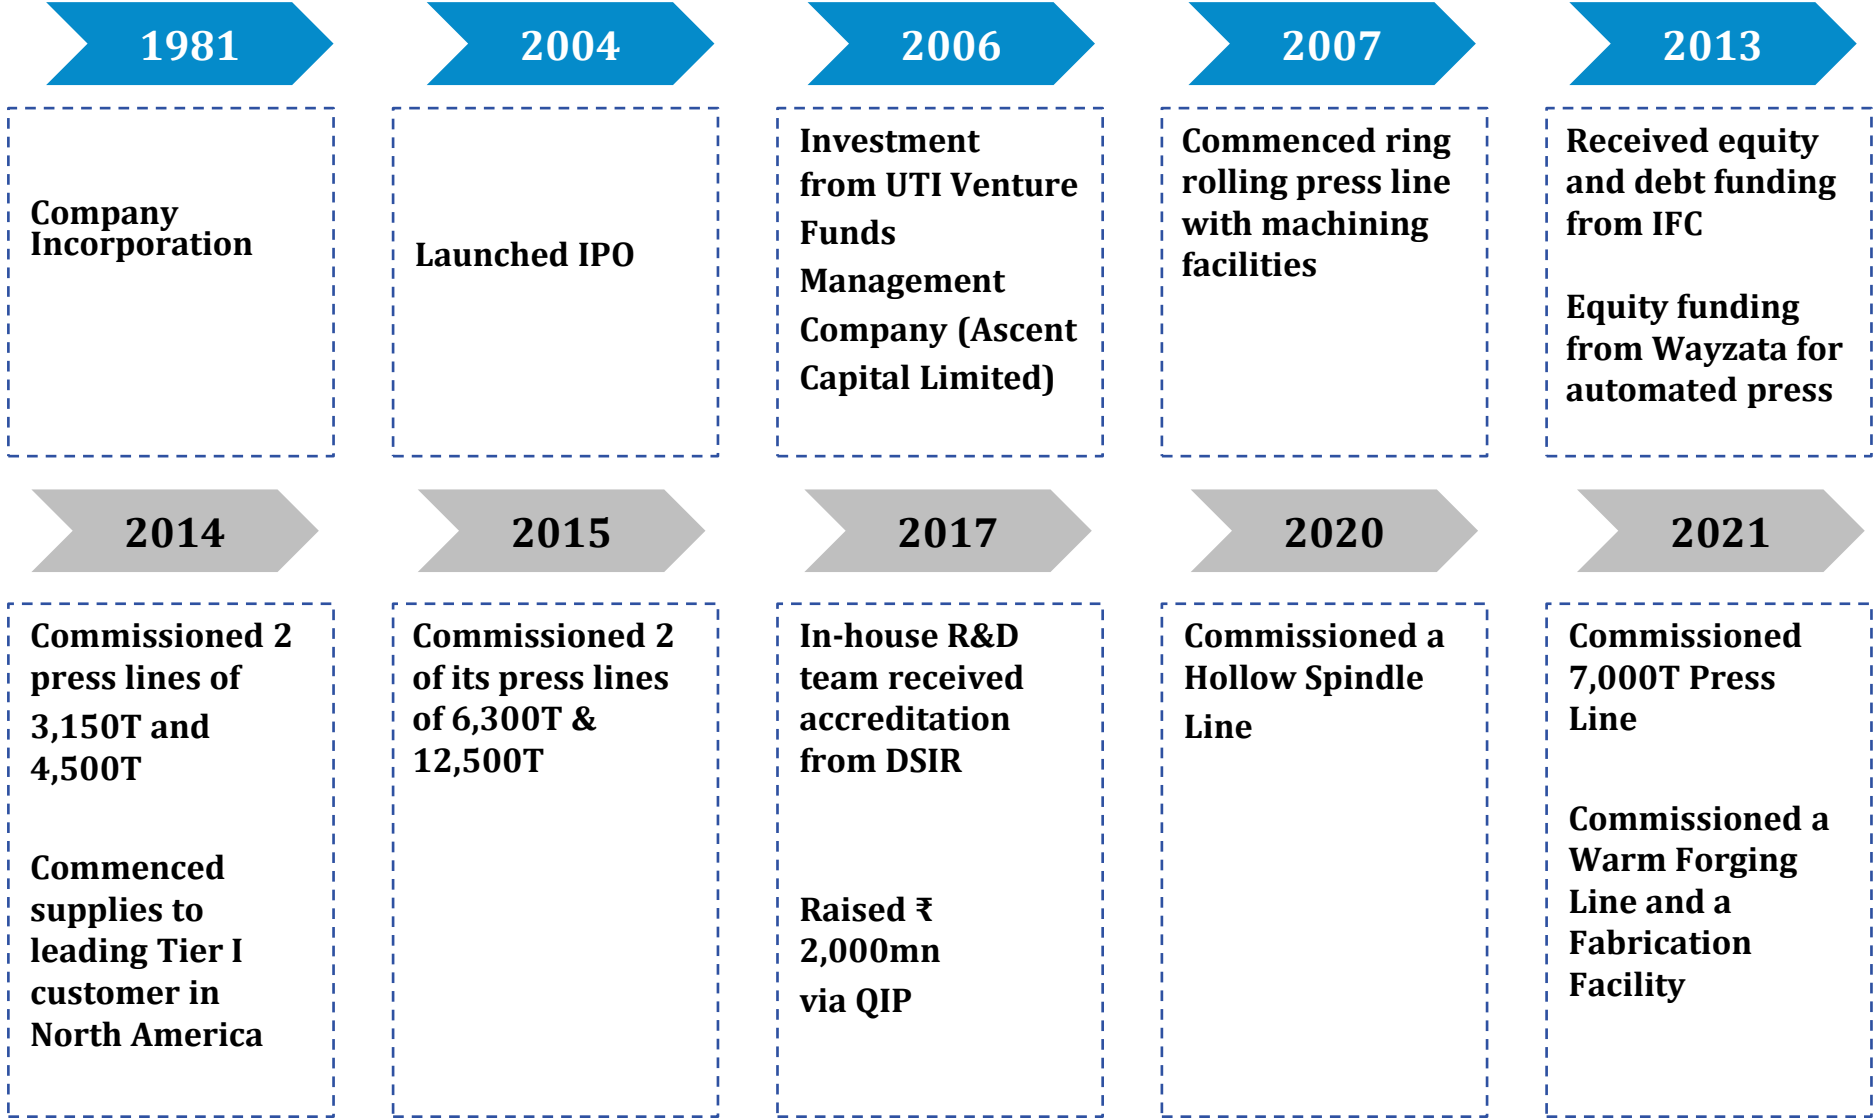 1981
Company
Incorporation
2004
Launched IPO
2006
Investment
from UTI Venture
Funds
Management
Company (Ascent
Capital Limited)
2007
Commenced ring
rolling press line
with machining
facilities
2013
Received equity
and debt funding
from IFC
Equity funding
from Wayzata for
automated press
2014
Commissioned 2
press lines of
3,150T and
4,500T
Commenced
supplies to
leading Tier I
customer in
North America
2015
Commissioned 2
of its press lines
of 6,300T &
12,500T
2017
In-house R&D
team received
accreditation
from DSIR
Raised ₹
2,000mn
via QIP
2020
Commissioned a
Hollow Spindle
Line
2021
Commissioned
7,000T Press
Line
Commissioned a
Warm Forging
Line and a
Fabrication
Facility